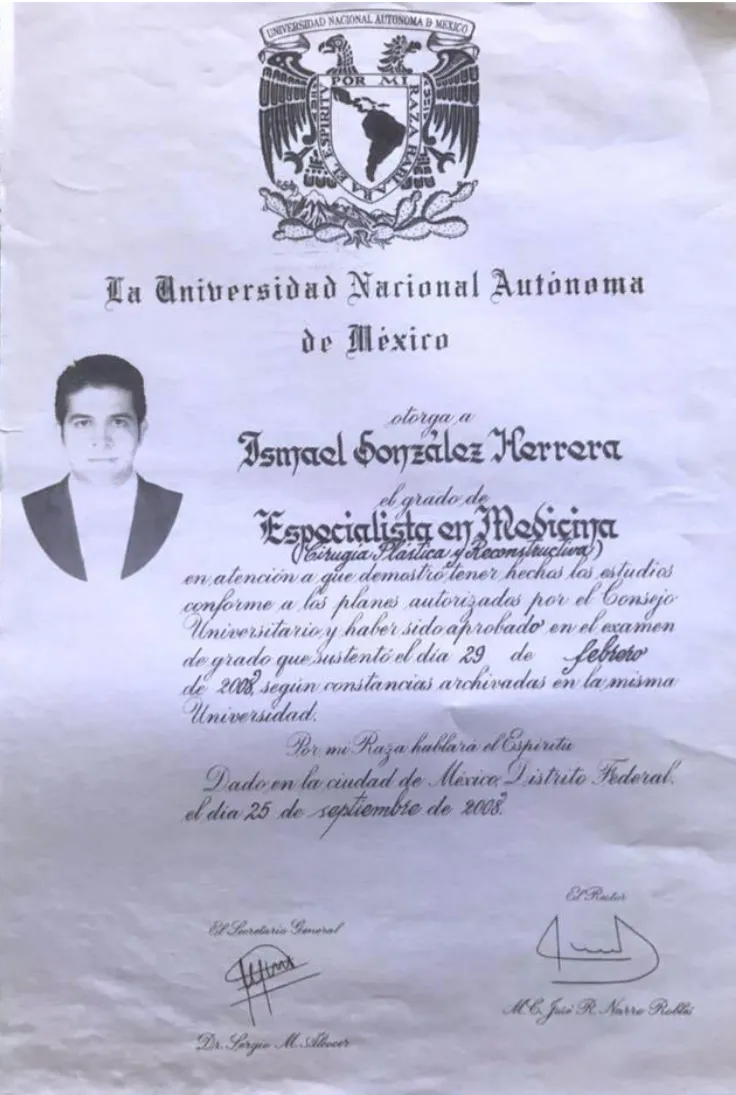 UNIVERSIDAD NACIONAL AUTONOMA D MEXICO
POR MI RAZA HABLARA EL ESPIRITU
La Universidad Nacional Autónoma
de México
otorga a
Ismael González Herrera
el grado de
Especialista en Medicina
(Cirugía Plástica y Reconstructiva)
en atención a que demostró tener hechos los estudios
conforme a los planes autorizados por el Consejo
Universitario y haber sido aprobado en el examen
de grado que sustentó el día 29 de febrero
de 2008, según constancias archivadas en la misma
Universidad.
Por mi Raza hablará el Espíritu
Dado en la ciudad de México, Distrito Federal,
el día 25 de septiembre de 2008.
El Rector
El Secretario General
M.C. José R. Narro Robles
Dr. Sergio M. Alcocer